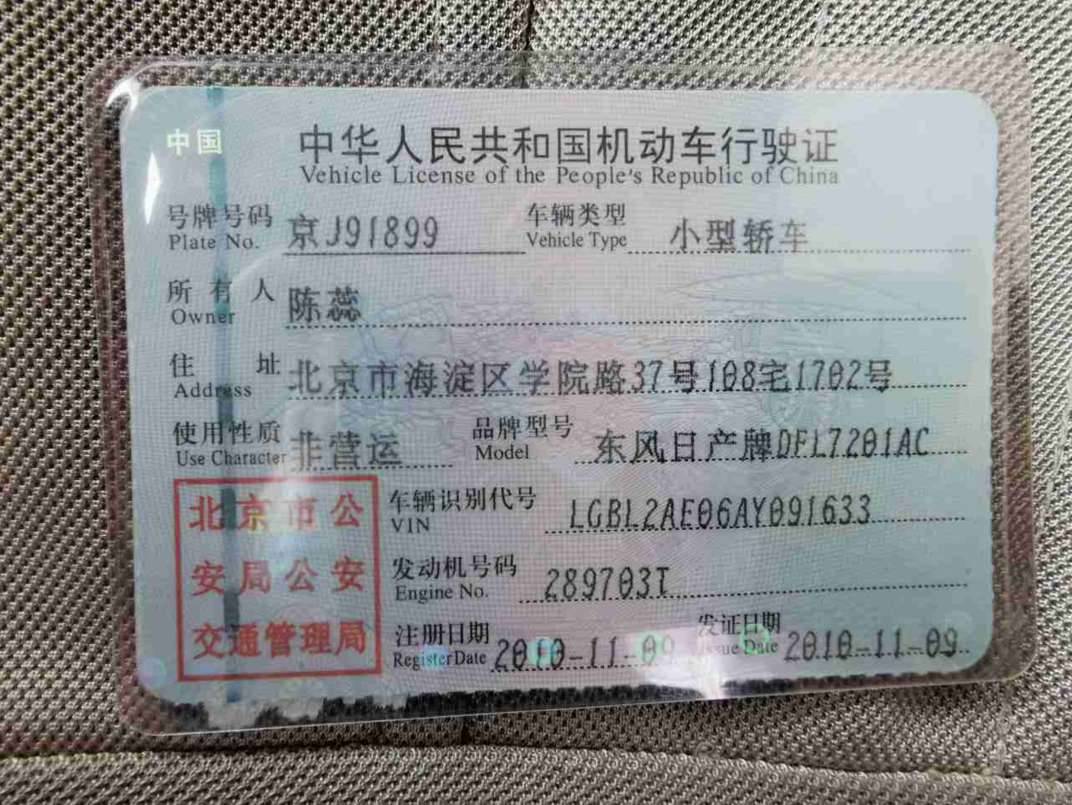 中国
中华人民共和国机动车行驶证
Vehicle License of the People's Republic of China
号牌号码 京J91899 车辆类型 小型轿车
Plate No. Vehicle Type
所有人 陈蕊
Owner
住址 北京市海淀区学院路37号108宅1702号
Address
使用性质 非营运 品牌型号 东风日产牌DFL7201AC
Use Character Model
北京市公
安局公安
交通管理局
车辆识别代号 LGBL2AE06AY091633
VIN
发动机号码 289703T
Engine No.
注册日期 2010-11-09 发证日期 2010-11-09
Register Date Issue Date